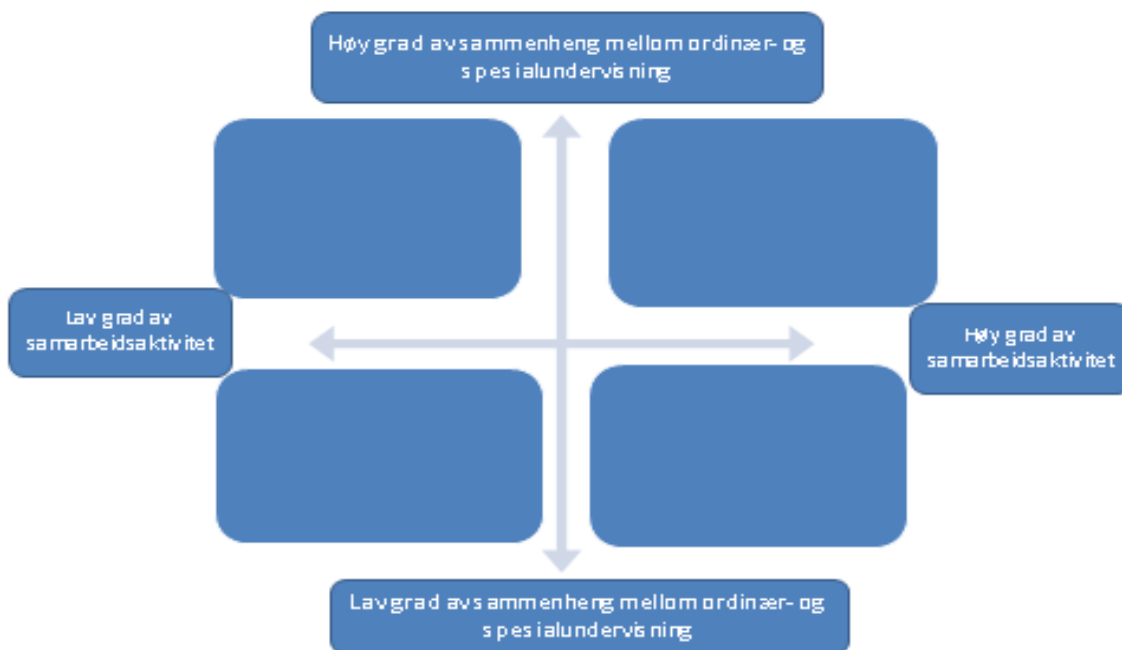 Høy grad av sammenheng mellom ordinær- og
spesialundervisning
Lav grad av
samarbeidsaktivitet
Høy grad av
samarbeidsaktivitet
Lav grad av sammenheng mellom ordinær- og
spesialundervisning